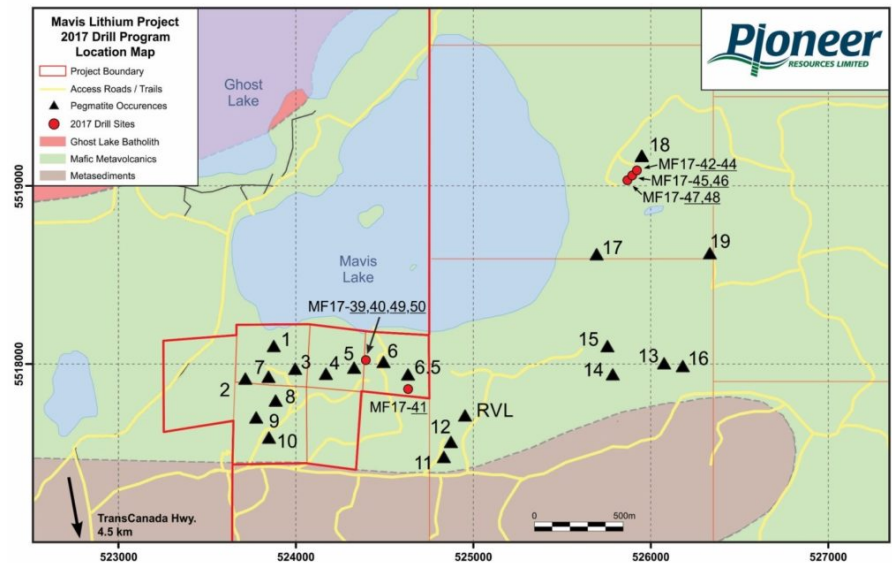 Mavis Lithium Project
2017 Drill Program
Location Map
Project Boundary
Access Roads / Trails
Pegmatite Occurences
2017 Drill Sites
Ghost Lake Batholith
Mafic Metavolcanics
Metasediments
Pioneer
RESOURCES LIMITED
Ghost
Lake
18
MF17-42-44
MF17-45,46
MF17-47,48
5519000
17
19
Mavis
Lake
MF17-39,40,49,50
1
15
5518000
2
7
3
4
5
6
6.5
14
13
16
8
MF17-41
9
10
RVL
12
11
TransCanada Hwy.
4.5 km
0
500m
523000
524000
525000
526000
527000